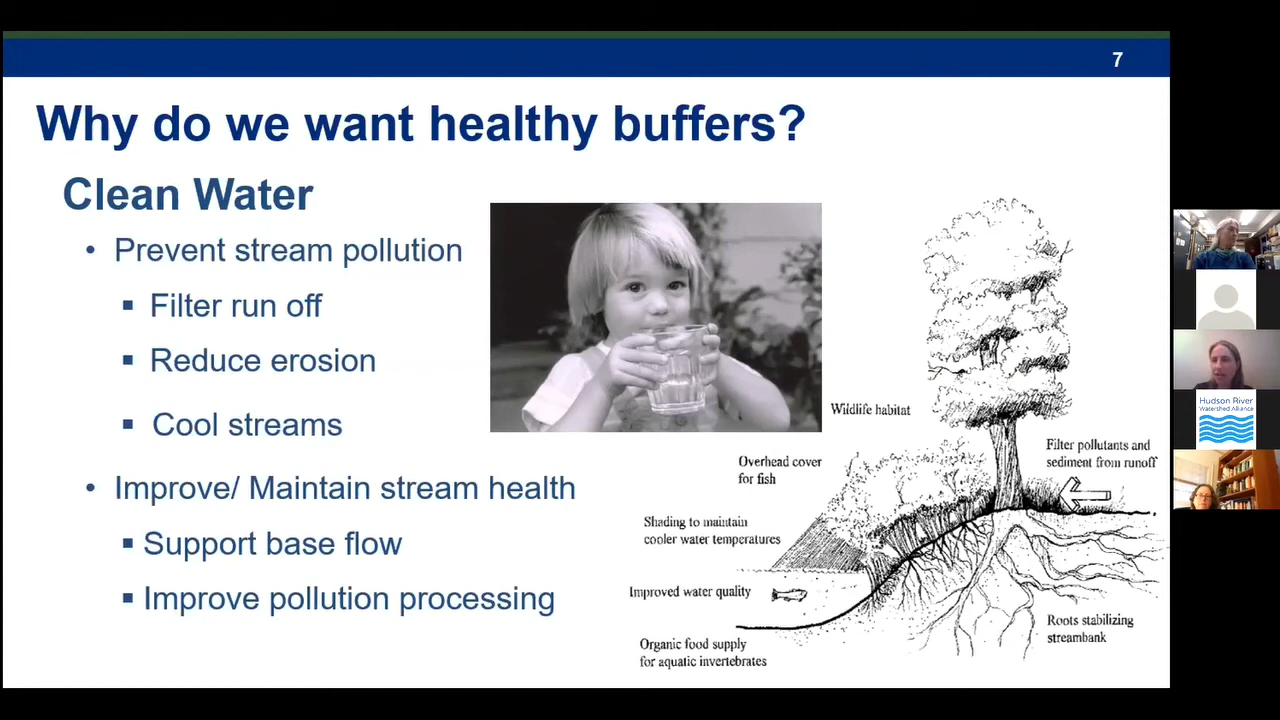 7
Why do we want healthy buffers?
Clean Water
• Prevent stream pollution
▪ Filter run off
▪ Reduce erosion
▪ Cool streams
• Improve/ Maintain stream health
▪ Support base flow
▪ Improve pollution processing
Wildlife habitat
Overhead cover
for fish
Filter pollutants and
sediment from runoff
Shading to maintain
cooler water temperatures
Improved water quality
Organic food supply
for aquatic invertebrates
Roots stabilizing
streambank
Hudson River
Watershed Alliance